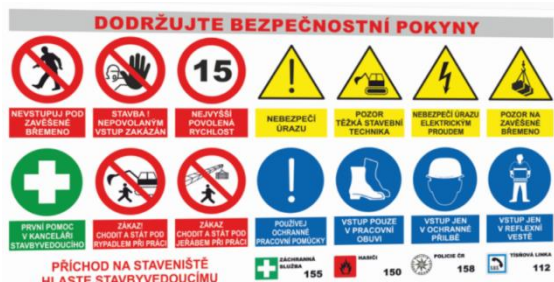 DODRŽUJTE BEZPEČNOSTNÍ POKYNY
15
NEVSTUPUJ POD
ZAVĚŠENÉ
BŘEMENO
STAVBA !
NEPOVOLANÝM
VSTUP ZAKÁZÁN
NEJVYŠŠÍ
POVOLENÁ
RYCHLOST
NEBEZPEČÍ
ÚRAZU
POZOR
TĚŽKÁ STAVEBNÍ
TECHNIKA
NEBEZPEČÍ ÚRAZU
ELEKTRICKÝM
PROUDEM
POZOR NA
ZAVĚŠENÉ
BŘEMENO
PRVNÍ POMOC
V KANCELÁŘI
STAVBYVEDOUCÍHO
ZÁKAZ!
CHODIT A STÁT POD
RYPADLEM PŘI PRÁCI
ZÁKAZ
CHODIT A STÁT POD
JEŘÁBEM PŘI PRÁCI
POUŽÍVEJ
OCHRANNÉ
PRACOVNÍ POMŮCKY
VSTUP POUZE
V PRACOVNÍ
OBUVI
VSTUP JEN
V OCHRANNÉ
PŘILBĚ
VSTUP JEN
V REFLEXNÍ
VESTĚ
PŘÍCHOD NA STAVENIŠTĚ
HLASTE STAVBYVEDOUCÍMU
ZÁCHRANNÁ
SLUŽBA 155
HASIČI
150
POLICIE ČR
158
SOS
TÍSŇOVÁ LINKA
112